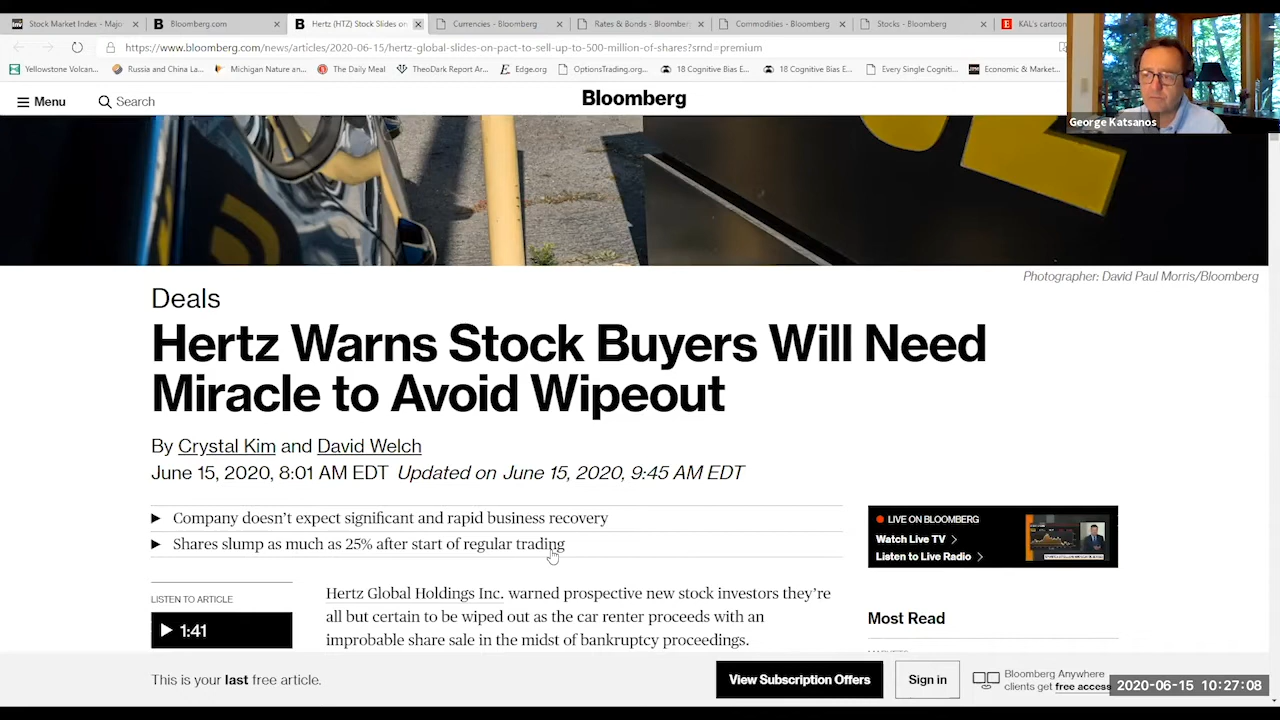 Stock Market Index - Majo
Bloomberg.com
Hertz (HTZ) Stock Slides on
Currencies - Bloomberg
Rates & Bonds - Bloomber
Commodities - Bloomberg
Stocks - Bloomberg
KAL's cartoon
https://www.bloomberg.com/news/articles/2020-06-15/hertz-global-slides-on-pact-to-sell-up-to-500-million-of-shares?srnd=premium
Yellowstone Volcan...
Russia and China La...
Michigan Nature an...
The Daily Meal
TheoDark Report Ar...
Edge.org
OptionsTrading.org...
18 Cognitive Bias E...
18 Cognitive Bias E...
Every Single Cogniti...
Economic & Market...
George Katsanos
Menu
Search
Bloomberg
Photographer: David Paul Morris/Bloomberg
Deals
Hertz Warns Stock Buyers Will Need
Miracle to Avoid Wipeout
By Crystal Kim and David Welch
June 15, 2020, 8:01 AM EDT Updated on June 15, 2020, 9:45 AM EDT
Company doesn't expect significant and rapid business recovery
Shares slump as much as 25% after start of regular trading
LIVE ON BLOOMBERG
Watch Live TV
Listen to Live Radio
LISTEN TO ARTICLE
1:41
Hertz Global Holdings Inc. warned prospective new stock investors they're
all but certain to be wiped out as the car renter proceeds with an
improbable share sale in the midst of bankruptcy proceedings.
Most Read
This is your last free article.
View Subscription Offers
Sign in
Bloomberg Anywhere
clients get free access
2020-06-15 10:27:08